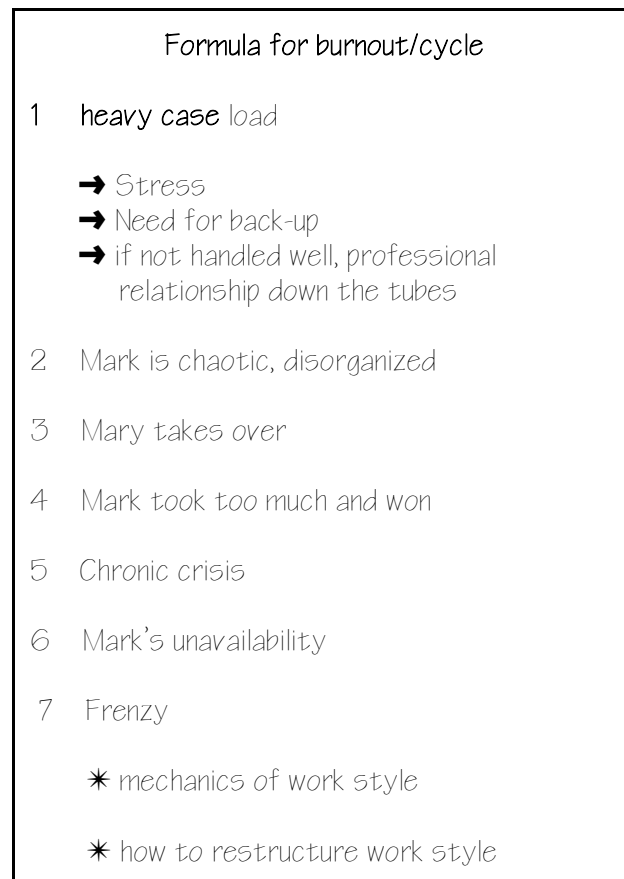 Formula for burnout/cycle
1 heavy case load
➔ Stress
➔ Need for back-up
➔ if not handled well, professional
relationship down the tubes
2 Mark is chaotic, disorganized
3 Mary takes over
4 Mark took too much and won
5 Chronic crisis
6 Mark's unavailability
7 Frenzy
✴ mechanics of work style
✴ how to restructure work style